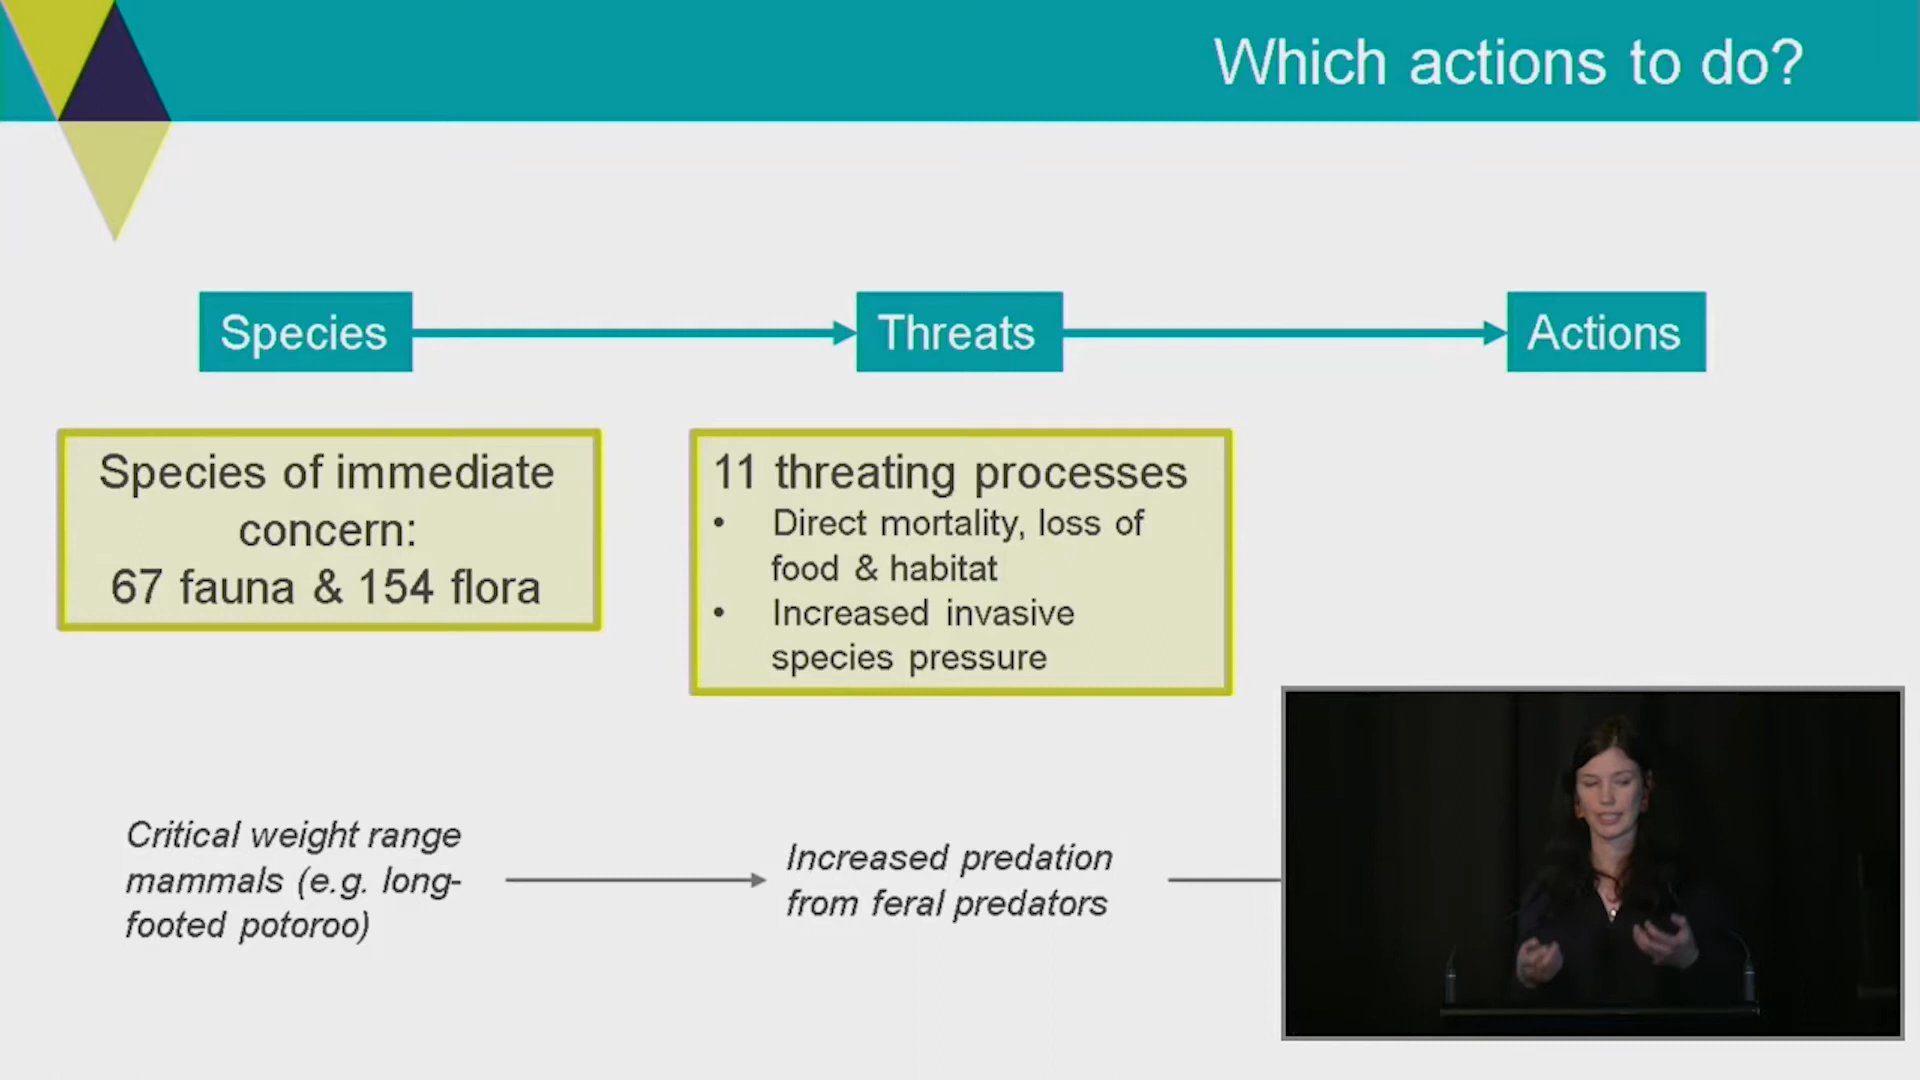 Which actions to do?
Species
Threats
Actions
Species of immediate
concern:
67 fauna & 154 flora
11 threating processes
• Direct mortality, loss of
food & habitat
• Increased invasive
species pressure
Critical weight range
mammals (e.g. long-
footed potoroo)
Increased predation
from feral predators